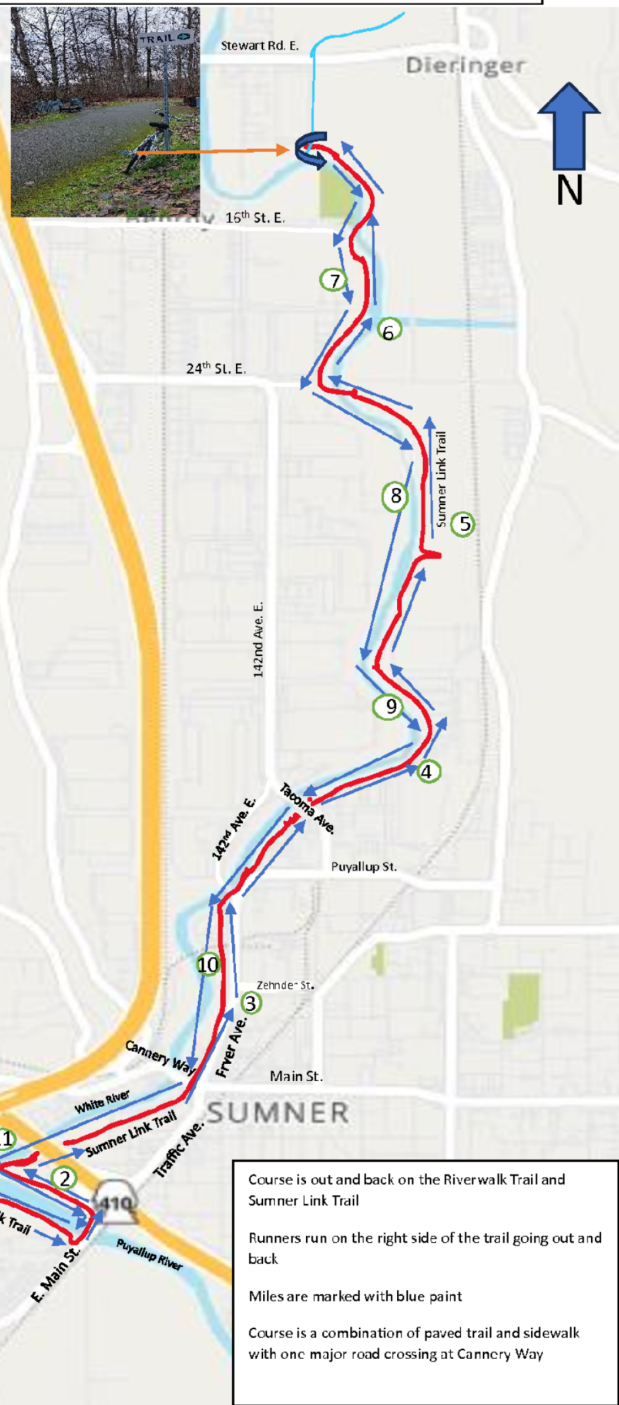 TRAIL
Stewart Rd. E.
Dieringer
N
16th St. E.
7
6
24th St. E.
Sumner Link Trail
8
5
142nd Ave. E.
9
4
Tacoma Ave.
142nd Ave. E.
Puyallup St.
10
Zehnder St.
3
Fryer Ave.
Cannery Way
Main St.
White River
SUMNER
Sumner Link Trail
Traffic Ave.
11
2
410
k Trail
E. Main St.
Puyallup River
Course is out and back on the Riverwalk Trail and
Sumner Link Trail
Runners run on the right side of the trail going out and
back
Miles are marked with blue paint
Course is a combination of paved trail and sidewalk
with one major road crossing at Cannery Way